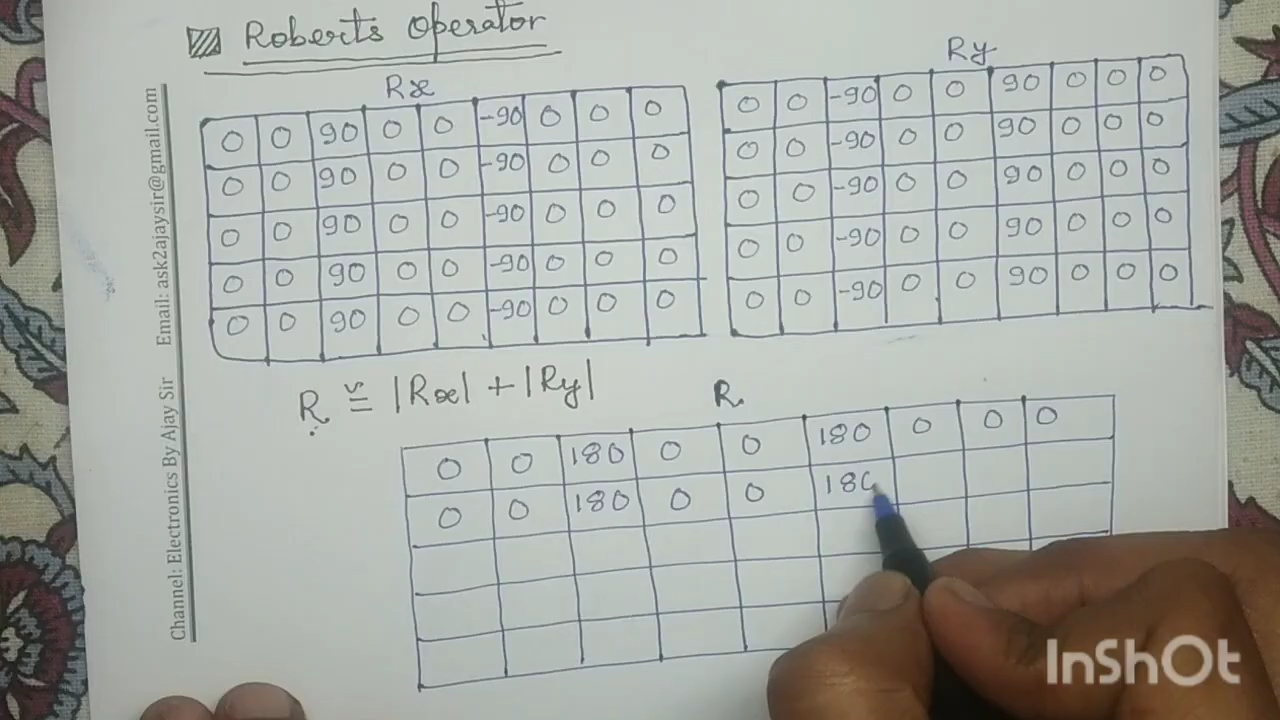 Roberts Operator
Rx
0 0 90 0 0 -90 0 0 0
0 0 90 0 0 -90 0 0 0
0 0 90 0 0 -90 0 0 0
0 0 90 0 0 -90 0 0 0
0 0 90 0 0 -90 0 0 0
Ry
0 0 -90 0 0 90 0 0 0
0 0 -90 0 0 90 0 0 0
0 0 -90 0 0 90 0 0 0
0 0 -90 0 0 90 0 0 0
0 0 -90 0 0 90 0 0 0
R ≅ |Rx| + |Ry|
R
0 0 180 0 0 180 0 0 0
0 0 180 0 0 180
Channel: Electronics By Ajay Sir Email: ask2ajaysir@gmail.com
InShOt